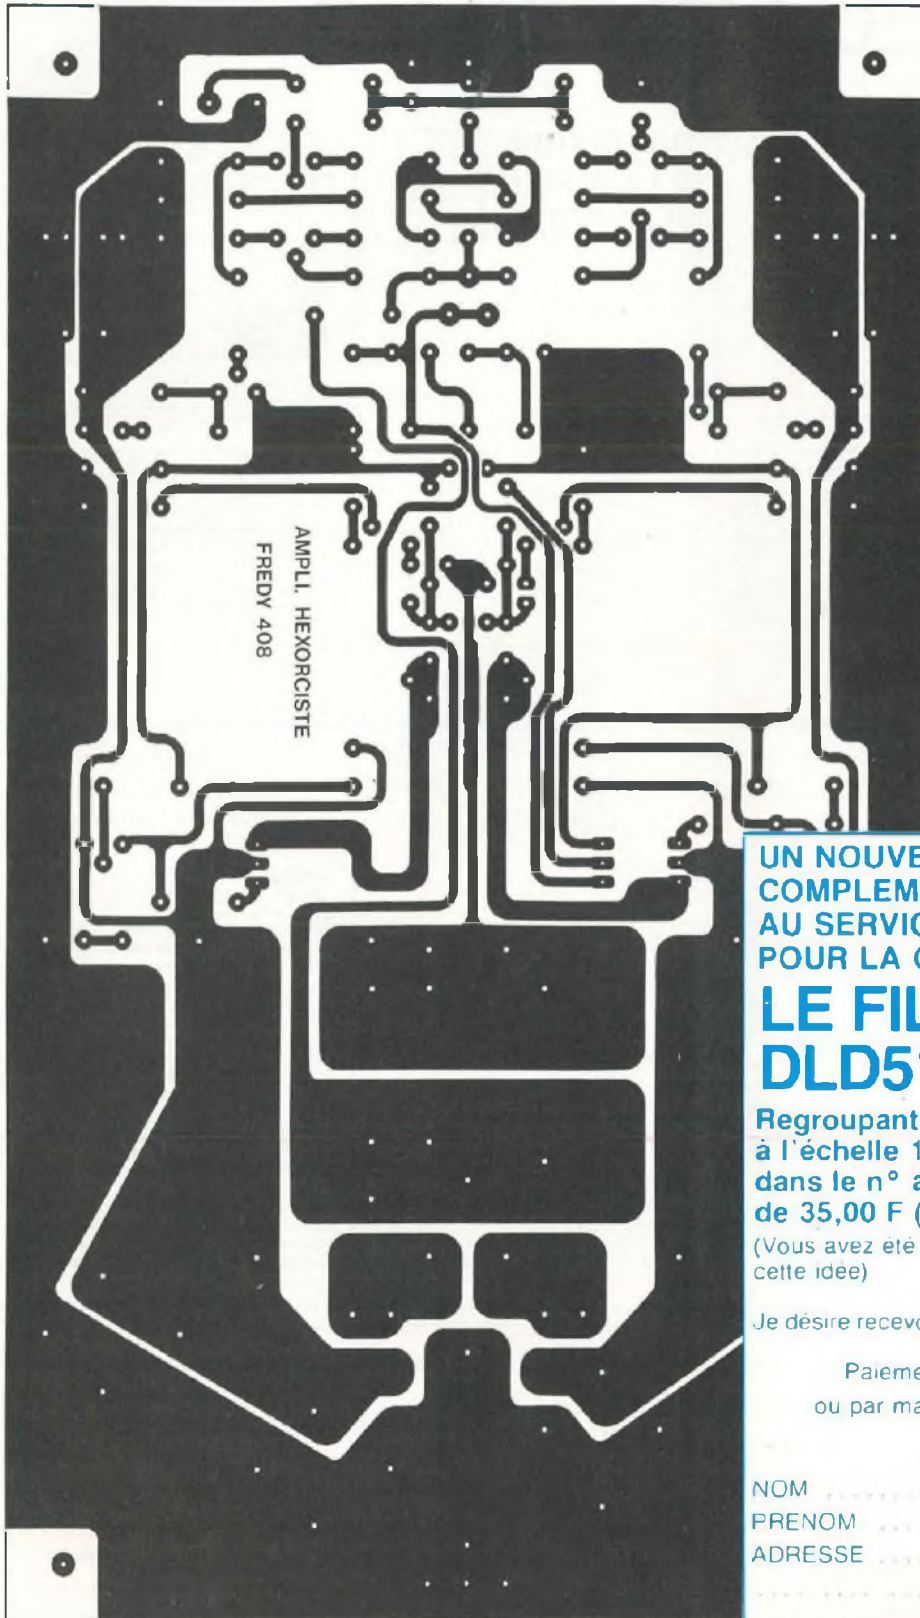 AMPLI. HEXORCISTE
FREDY 408
UN NOUVE
COMPLEM
AU SERVIC
POUR LA
LE FIL
DLD51
Regroupant
à l'échelle 1
dans le n° a
de 35,00 F (
(Vous avez été
cette idée)
Je désire recevo
Paieme
ou par ma
NOM
PRENOM
ADRESSE